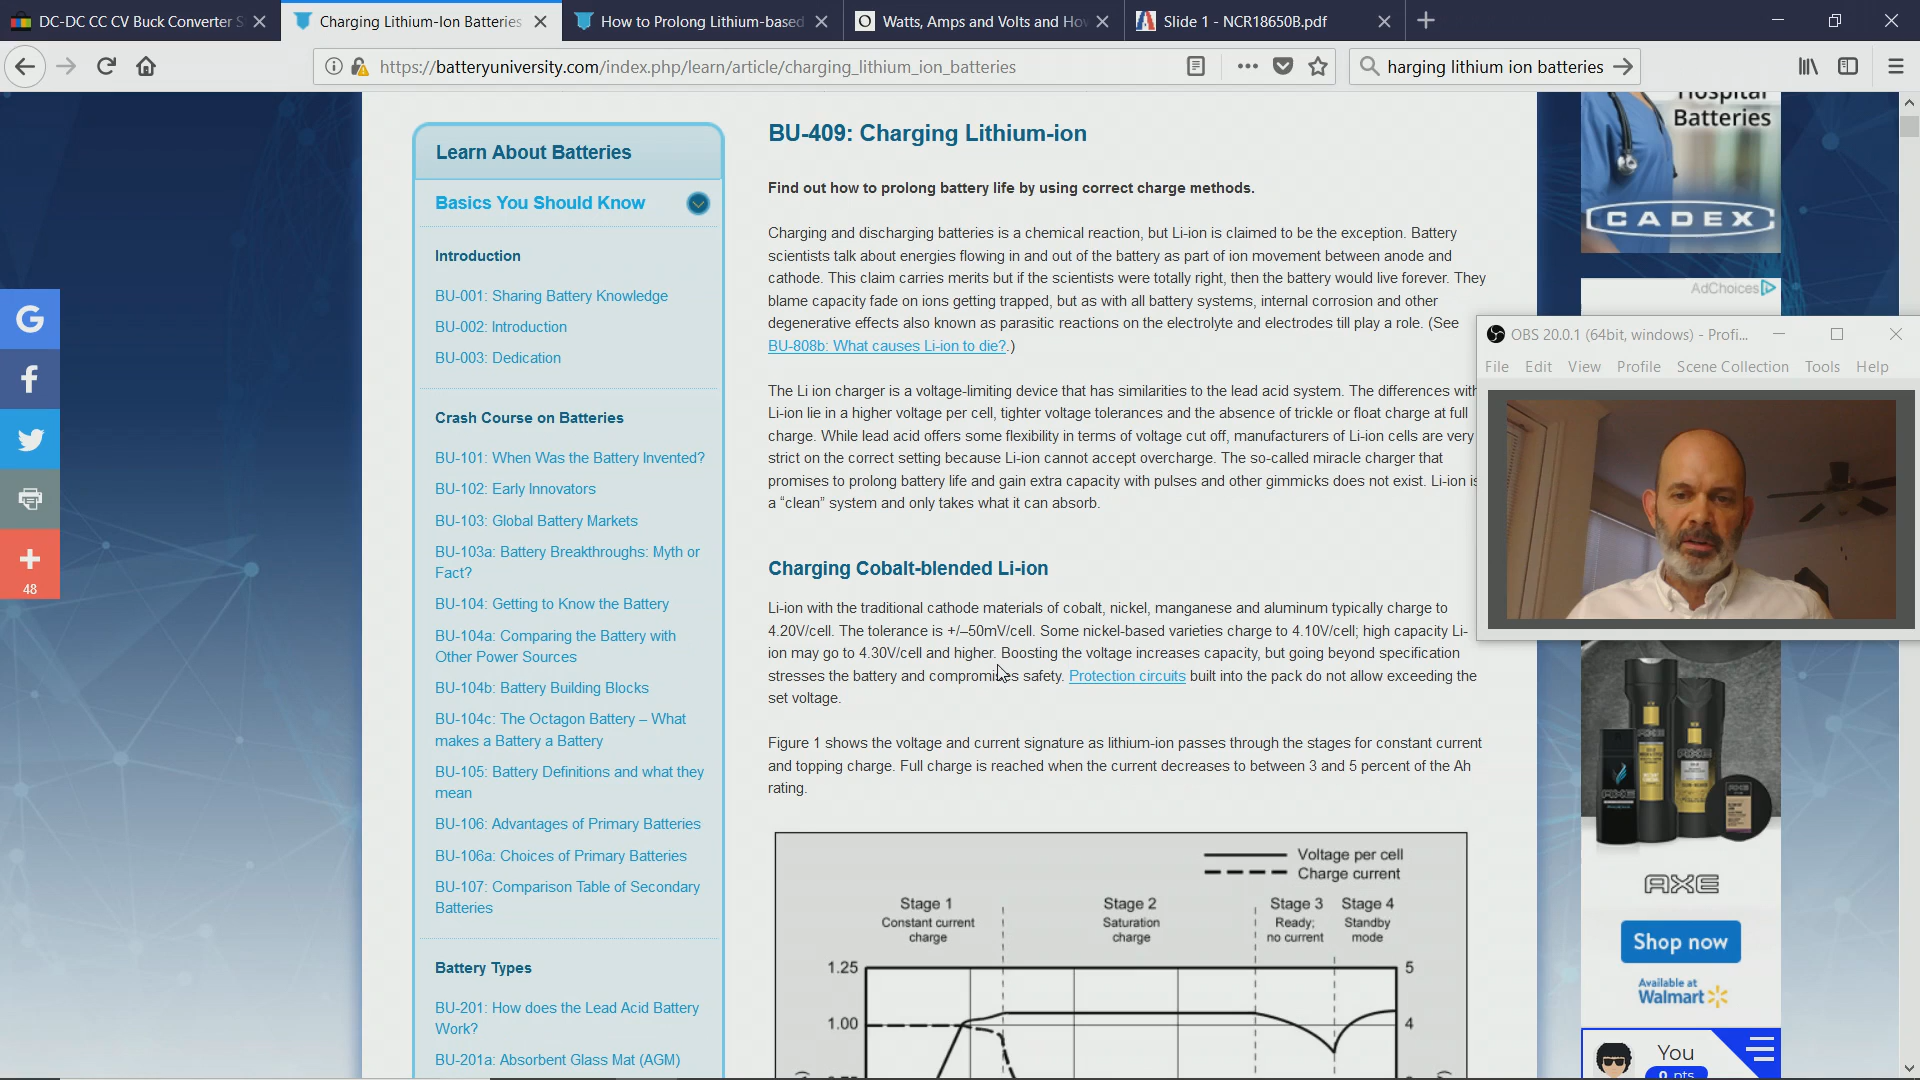 DC-DC CC CV Buck Converter S
Charging Lithium-Ion Batteries
How to Prolong Lithium-based
Watts, Amps and Volts and Ho
Slide 1 - NCR18650B.pdf
https://batteryuniversity.com/index.php/learn/article/charging_lithium_ion_batteries
harging lithium ion batteries
Learn About Batteries
Basics You Should Know
Introduction
BU-001: Sharing Battery Knowledge
BU-002: Introduction
BU-003: Dedication
Crash Course on Batteries
BU-101: When Was the Battery Invented?
BU-102: Early Innovators
BU-103: Global Battery Markets
BU-103a: Battery Breakthroughs: Myth or
Fact?
BU-104: Getting to Know the Battery
BU-104a: Comparing the Battery with
Other Power Sources
BU-104b: Battery Building Blocks
BU-104c: The Octagon Battery – What
makes a Battery a Battery
BU-105: Battery Definitions and what they
mean
BU-106: Advantages of Primary Batteries
BU-106a: Choices of Primary Batteries
BU-107: Comparison Table of Secondary
Batteries
Battery Types
BU-201: How does the Lead Acid Battery
Work?
BU-201a: Absorbent Glass Mat (AGM)
48
BU-409: Charging Lithium-ion
Find out how to prolong battery life by using correct charge methods.
Charging and discharging batteries is a chemical reaction, but Li-ion is claimed to be the exception. Battery
scientists talk about energies flowing in and out of the battery as part of ion movement between anode and
cathode. This claim carries merits but if the scientists were totally right, then the battery would live forever. They
blame capacity fade on ions getting trapped, but as with all battery systems, internal corrosion and other
degenerative effects also known as parasitic reactions on the electrolyte and electrodes till play a role. (See
BU-808b: What causes Li-ion to die?.)
The Li ion charger is a voltage-limiting device that has similarities to the lead acid system. The differences with
Li-ion lie in a higher voltage per cell, tighter voltage tolerances and the absence of trickle or float charge at full
charge. While lead acid offers some flexibility in terms of voltage cut off, manufacturers of Li-ion cells are very
strict on the correct setting because Li-ion cannot accept overcharge. The so-called miracle charger that
promises to prolong battery life and gain extra capacity with pulses and other gimmicks does not exist. Li-ion is
a “clean” system and only takes what it can absorb.
Charging Cobalt-blended Li-ion
Li-ion with the traditional cathode materials of cobalt, nickel, manganese and aluminum typically charge to
4.20V/cell. The tolerance is +/–50mV/cell. Some nickel-based varieties charge to 4.10V/cell; high capacity Li-
ion may go to 4.30V/cell and higher. Boosting the voltage increases capacity, but going beyond specification
stresses the battery and compromises safety. Protection circuits built into the pack do not allow exceeding the
set voltage.
Figure 1 shows the voltage and current signature as lithium-ion passes through the stages for constant current
and topping charge. Full charge is reached when the current decreases to between 3 and 5 percent of the Ah
rating.
Voltage per cell
Charge current
Stage 1
Constant current
charge
Stage 2
Saturation
charge
Stage 3
Ready;
no current
Stage 4
Standby
mode
1.25
5
1.00
4
Hospital
Batteries
CADEX
AdChoices
OBS 20.0.1 (64bit, windows) - Profi...
File Edit View Profile Scene Collection Tools Help
AXE
Shop now
Available at
Walmart
You
0 pts